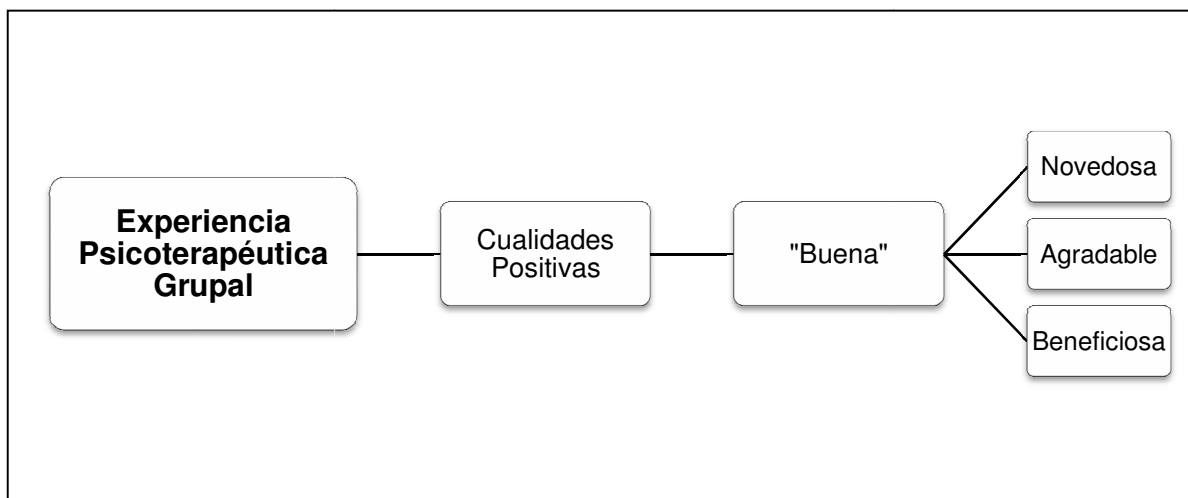 Experiencia
Psicoterapéutica
Grupal
Cualidades
Positivas
"Buena"
Novedosa
Agradable
Beneficiosa